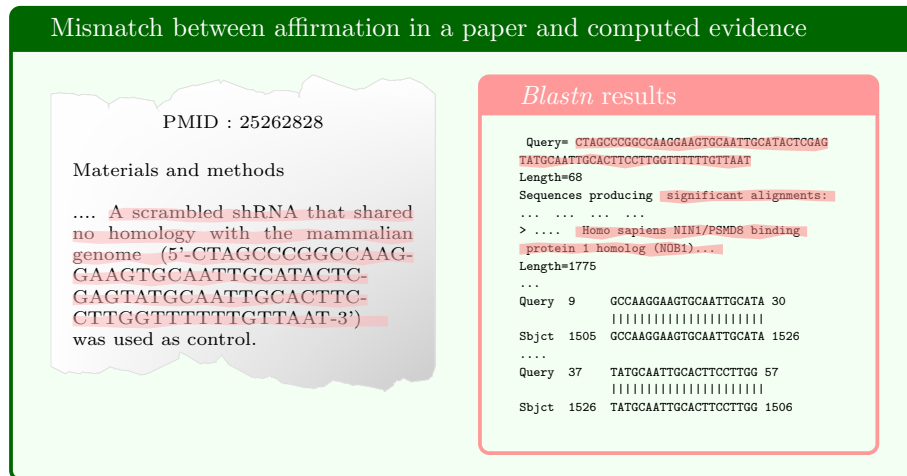 Mismatch between affirmation in a paper and computed evidence
PMID : 25262828
Materials and methods
.... A scrambled shRNA that shared
no homology with the mammalian
genome (5'-CTAGCCCGGCCAAG-
GAAGTGCAATTGCATACTC-
GAGTATGCAATTGCACTTC-
CTTGGTTTTTTGTTAAT-3')
was used as control.
Blastn results
Query= CTAGCCCGGCCAAGGAAGTGCAATTGCATACTCGAG
TATGCAATTGCACTTCCTTGGTTTTTTGTTAAT
Length=68
Sequences producing significant alignments:
... ... ... ...
> .... Homo sapiens NIN1/PSMD8 binding
protein 1 homolog (NOB1)...
Length=1775
...
Query 9 GCCAAGGAAGTGCAATTGCATA 30
||||||||||||||||||||||
Sbjct 1505 GCCAAGGAAGTGCAATTGCATA 1526
....
Query 37 TATGCAATTGCACTTCCTTGG 57
||||||||||||||||||||||
Sbjct 1526 TATGCAATTGCACTTCCTTGG 1506